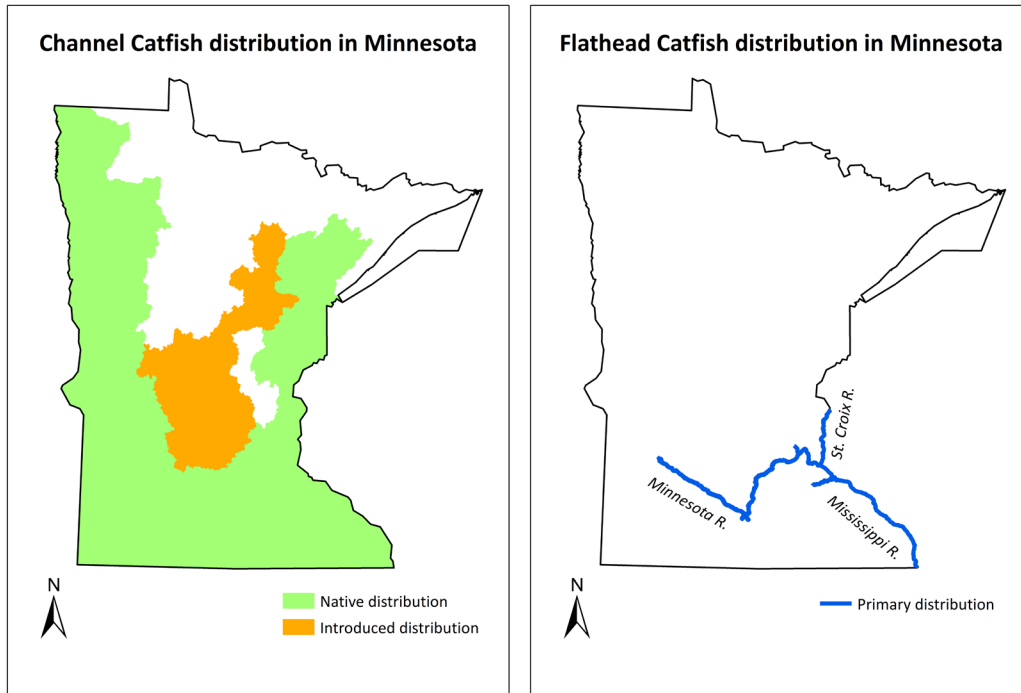 Channel Catfish distribution in Minnesota
N
Native distribution
Introduced distribution
Flathead Catfish distribution in Minnesota
St. Croix R.
Minnesota R.
Mississippi R.
N
Primary distribution